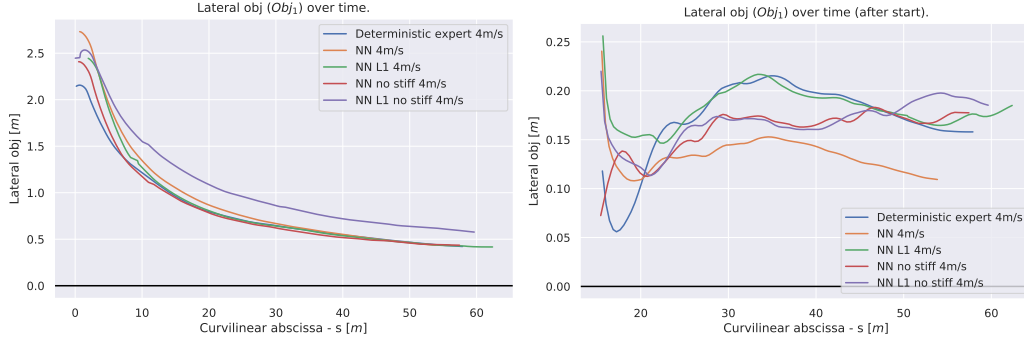 Lateral obj (Obj1) over time.
Lateral obj [m]
2.5
2.0
1.5
1.0
0.5
0.0
Deterministic expert 4m/s
NN 4m/s
NN L1 4m/s
NN no stiff 4m/s
NN L1 no stiff 4m/s
0 10 20 30 40 50 60
Curvilinear abscissa - s [m]
Lateral obj (Obj1) over time (after start).
Lateral obj [m]
0.25
0.20
0.15
0.10
0.05
0.00
Deterministic expert 4m/s
NN 4m/s
NN L1 4m/s
NN no stiff 4m/s
NN L1 no stiff 4m/s
20 30 40 50 60
Curvilinear abscissa - s [m]